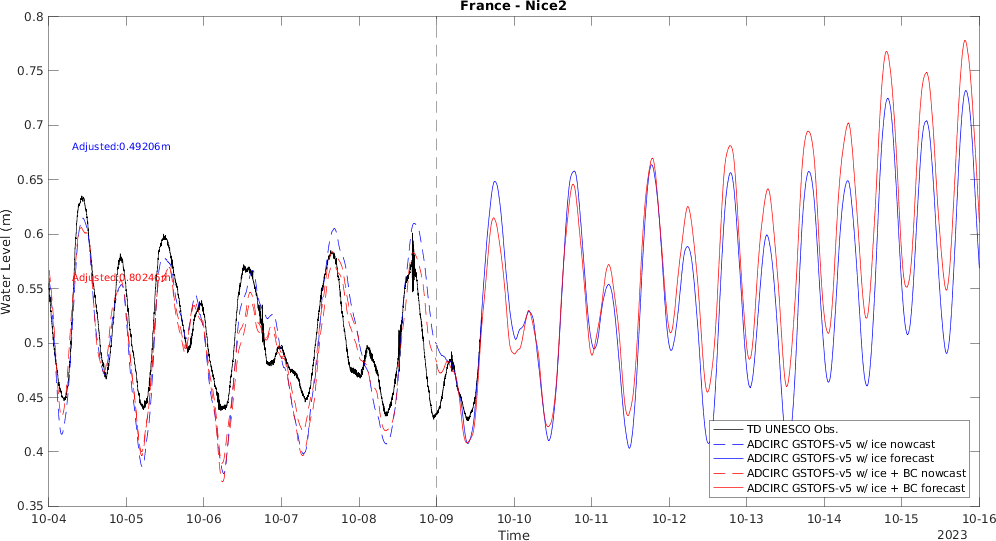 France - Nice2
Water Level (m)
0.8
0.75
0.7
0.65
0.6
0.55
0.5
0.45
0.4
0.35
Adjusted:0.49206m
Adjusted:0.80246m
TD UNESCO Obs.
ADCIRC GSTOFS-v5 w/ ice nowcast
ADCIRC GSTOFS-v5 w/ ice forecast
ADCIRC GSTOFS-v5 w/ ice + BC nowcast
ADCIRC GSTOFS-v5 w/ ice + BC forecast
10-04 10-05 10-06 10-07 10-08 10-09 10-10 10-11 10-12 10-13 10-14 10-15 10-16
Time
2023